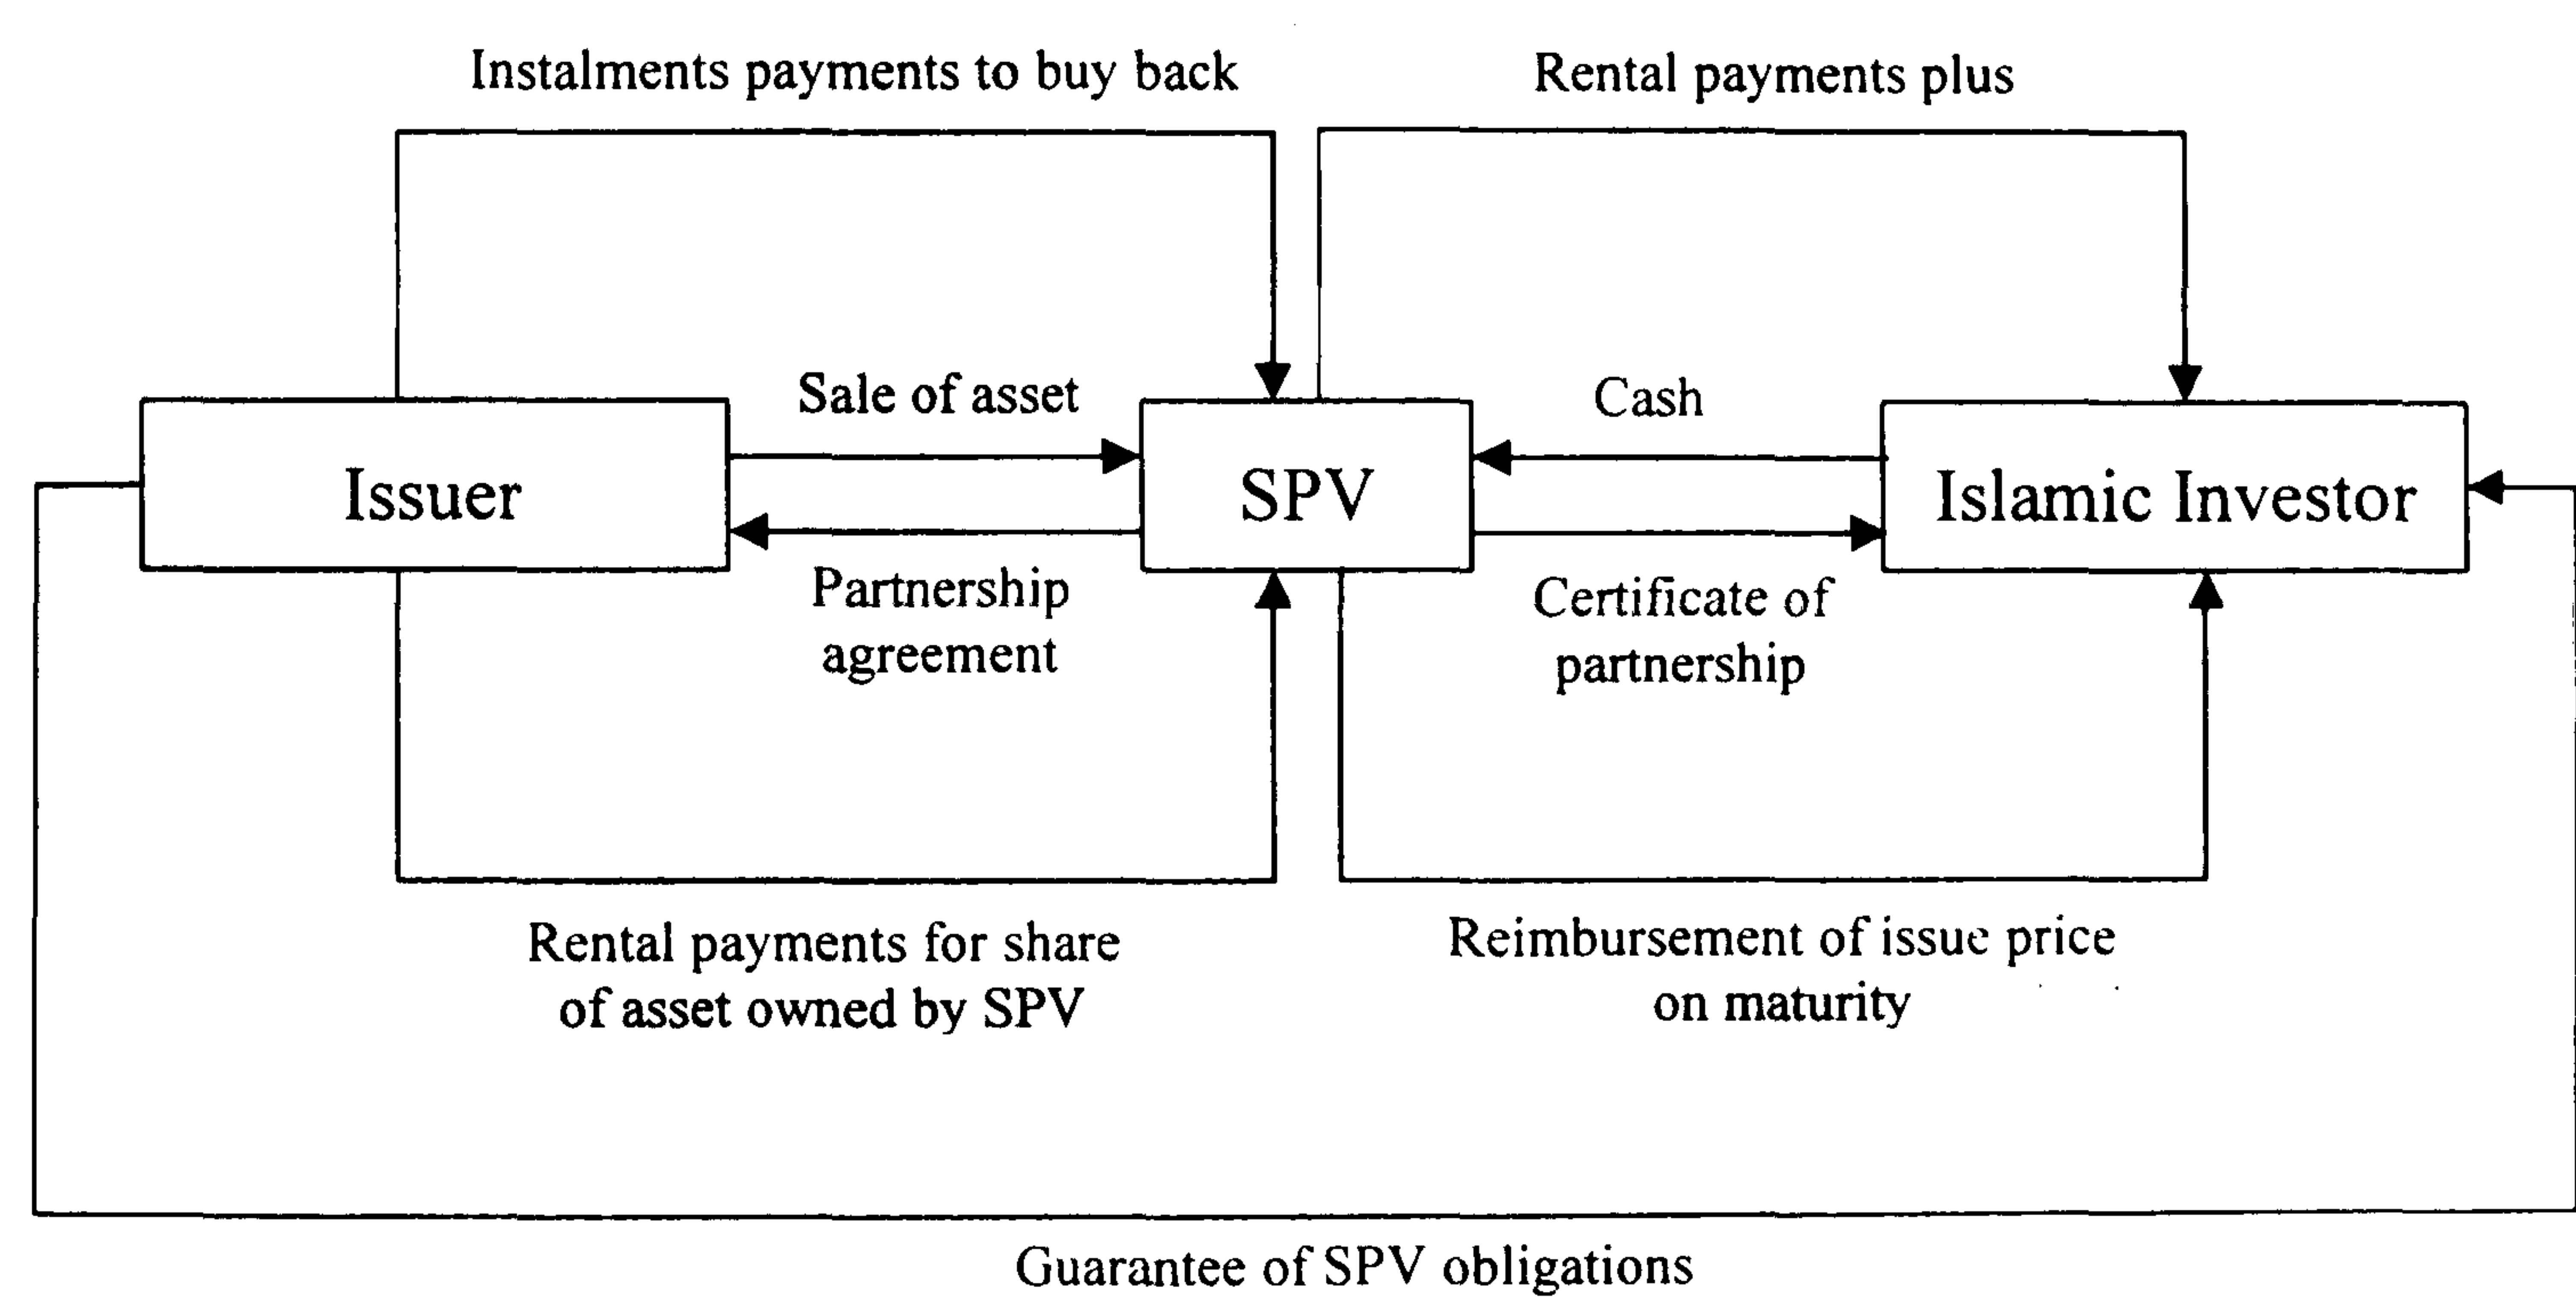 Instalments payments to buy back
Rental payments plus
Sale of asset
Cash
Issuer
SPV
Islamic Investor
Partnership
agreement
Certificate of
partnership
Rental payments for share
of asset owned by SPV
Reimbursement of issue price
on maturity
Guarantee of SPV obligations